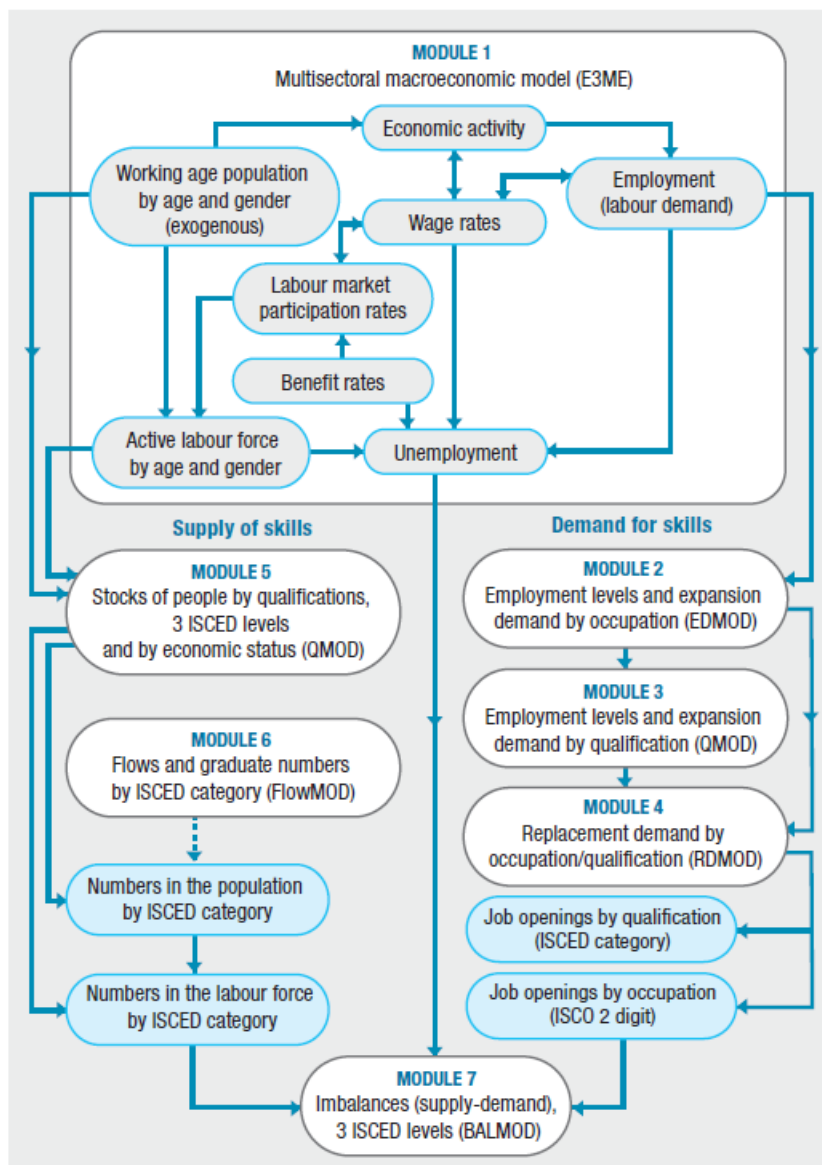 MODULE 1
Multisectoral macroeconomic model (E3ME)
Economic activity
Working age population
by age and gender
(exogenous)
Employment
(labour demand)
Wage rates
Labour market
participation rates
Benefit rates
Active labour force
by age and gender
Unemployment
Supply of skills
Demand for skills
MODULE 5
Stocks of people by qualifications,
3 ISCED levels
and by economic status (QMOD)
MODULE 2
Employment levels and expansion
demand by occupation (EDMOD)
MODULE 3
Employment levels and expansion
demand by qualification (QMOD)
MODULE 6
Flows and graduate numbers
by ISCED category (FlowMOD)
MODULE 4
Replacement demand by
occupation/qualification (RDMOD)
Numbers in the population
by ISCED category
Job openings by qualification
(ISCED category)
Numbers in the labour force
by ISCED category
Job openings by occupation
(ISCO 2 digit)
MODULE 7
Imbalances (supply-demand),
3 ISCED levels (BALMOD)